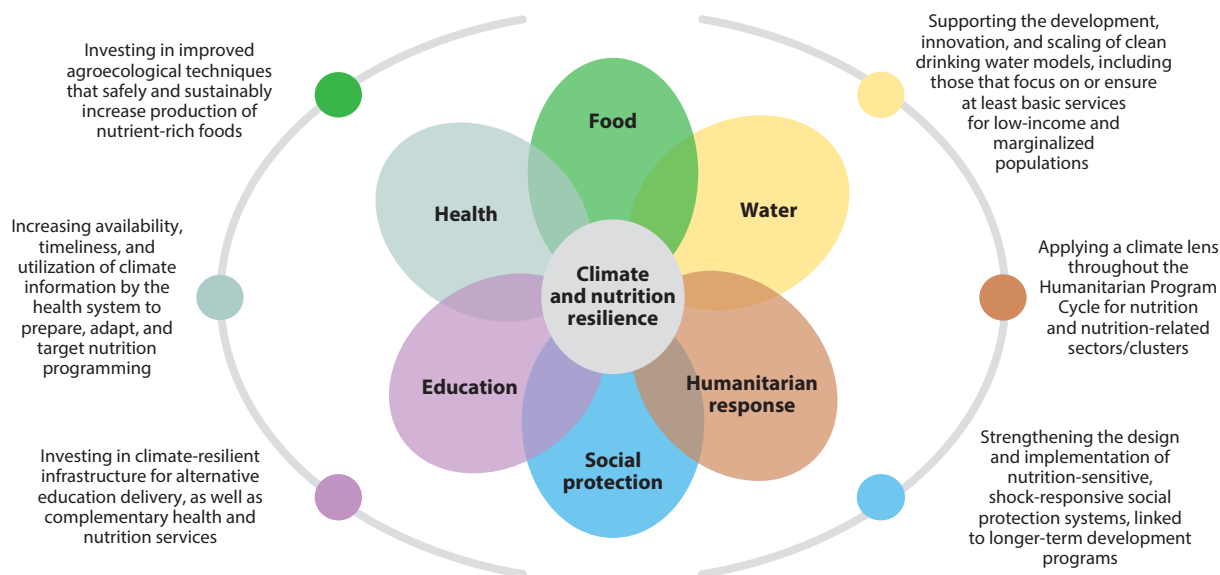 Investing in improved
agroecological techniques
that safely and sustainably
increase production of
nutrient-rich foods
Increasing availability,
timeliness, and
utilization of climate
information by the
health system to
prepare, adapt, and
target nutrition
programming
Investing in climate-resilient
infrastructure for alternative
education delivery, as well as
complementary health and
nutrition services
Food
Health
Water
Climate
and nutrition
resilience
Education
Humanitarian
response
Social
protection
Supporting the development,
innovation, and scaling of clean
drinking water models, including
those that focus on or ensure
at least basic services
for low-income and
marginalized
populations
Applying a climate lens
throughout the
Humanitarian Program
Cycle for nutrition
and nutrition-related
sectors/clusters
Strengthening the design
and implementation of
nutrition-sensitive,
shock-responsive social
protection systems, linked
to longer-term development
programs